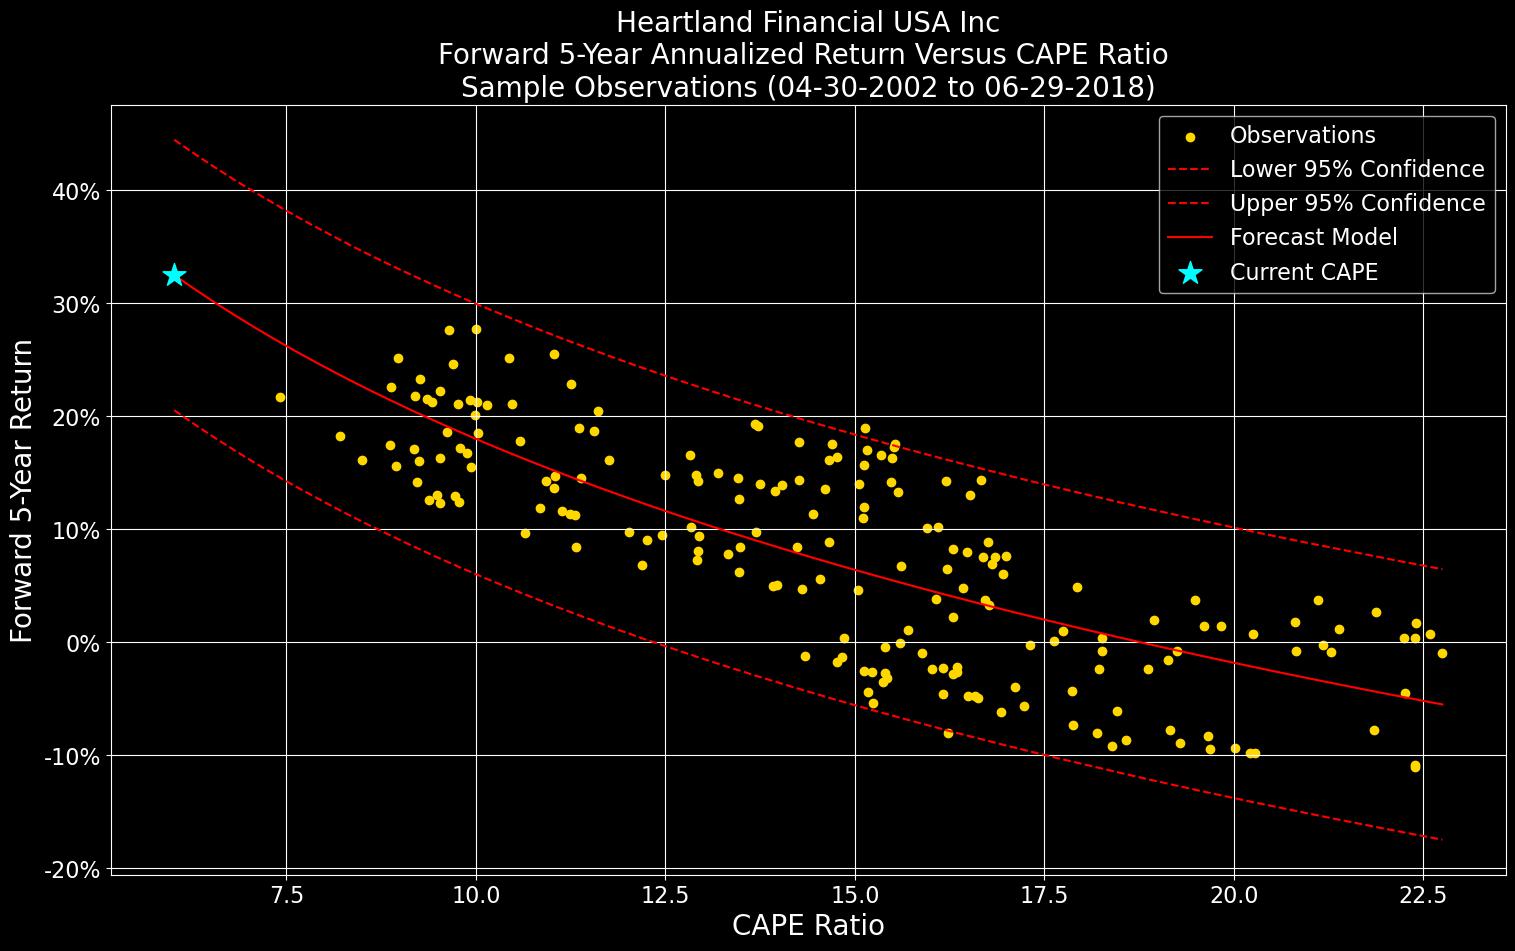 Heartland Financial USA Inc
Forward 5-Year Annualized Return Versus CAPE Ratio
Sample Observations (04-30-2002 to 06-29-2018)
Observations
Lower 95% Confidence
Upper 95% Confidence
Forecast Model
Current CAPE
Forward 5-Year Return
40%
30%
20%
10%
0%
-10%
-20%
7.5 10.0 12.5 15.0 17.5 20.0 22.5
CAPE Ratio